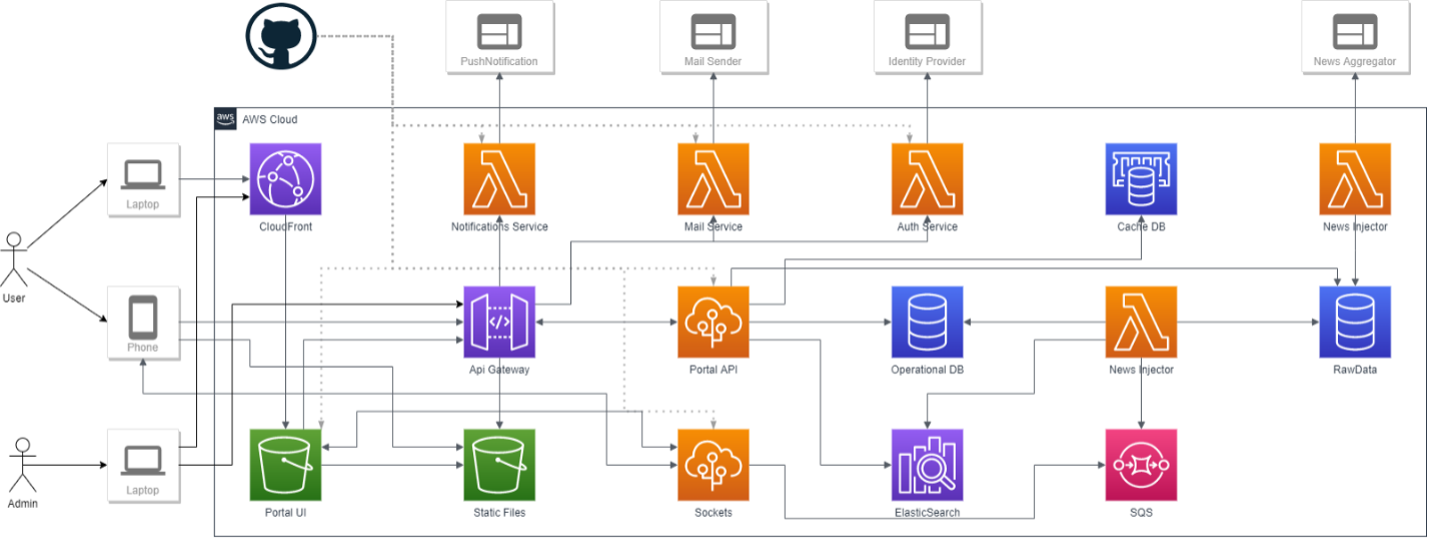 PushNotification
Mail Sender
Identity Provider
News Aggregator
aws
AWS Cloud
Laptop
CloudFront
Notifications Service
Mail Service
Auth Service
Cache DB
News Injector
User
Phone
Api Gateway
Portal API
Operational DB
News Injector
RawData
Admin
Laptop
Portal UI
Static Files
Sockets
ElasticSearch
SQS